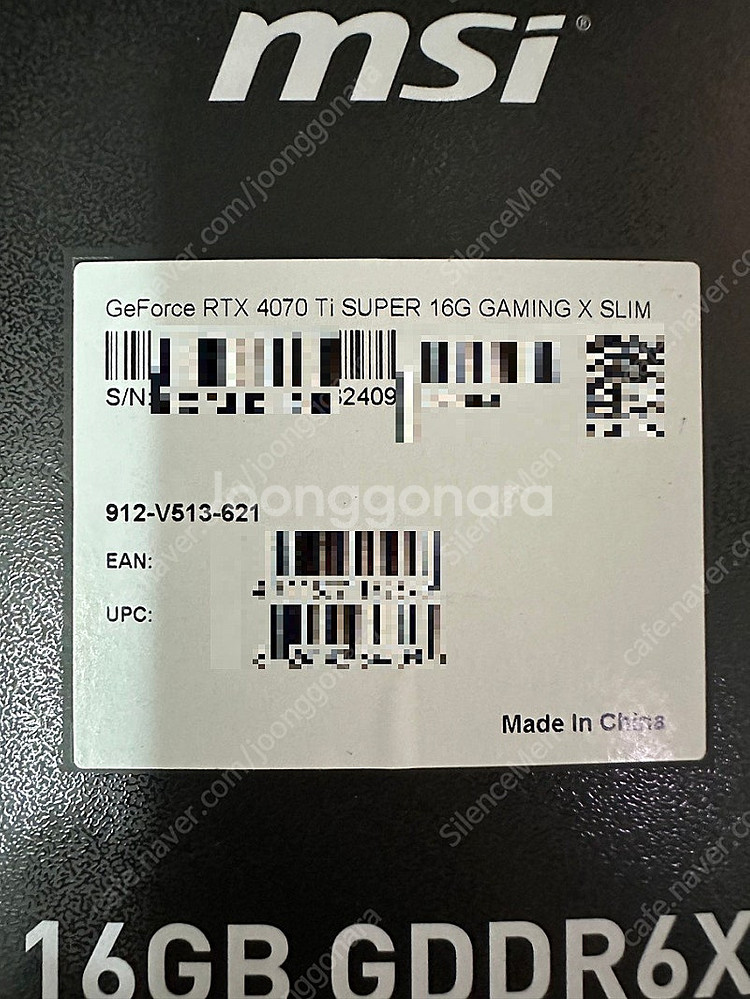 msi®
GeForce RTX 4070 Ti SUPER 16G GAMING X SLIM
S/N: 2409
joonggonara
912-V513-621
EAN:
UPC:
Made In China
16GB GDDR6X
cafe.naver.com/joonggonara
SilenceMen